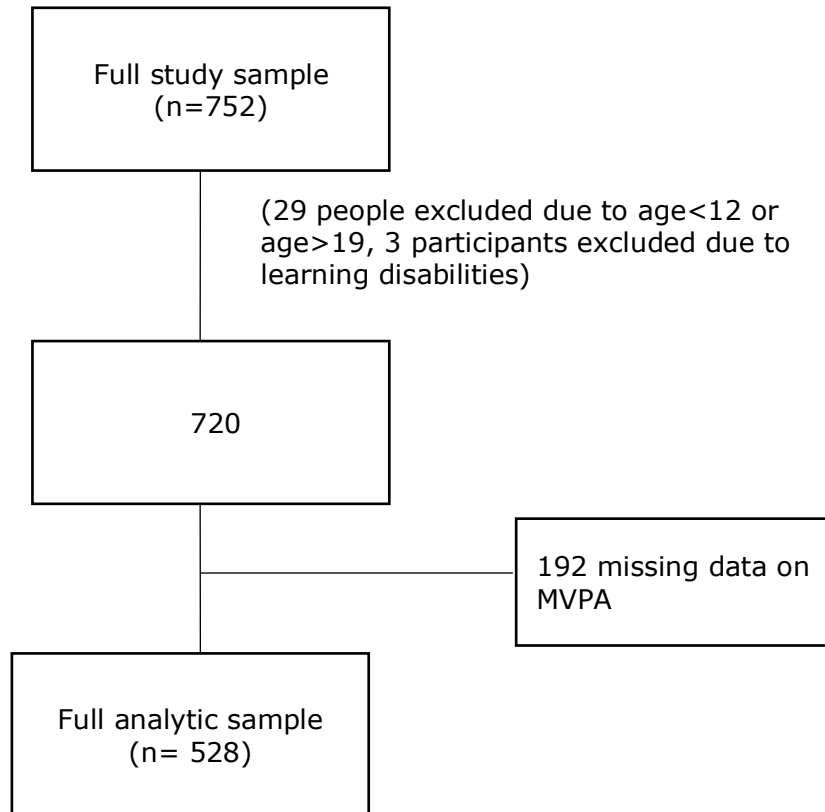 Full study sample
(n=752)
(29 people excluded due to age<12 or
age>19, 3 participants excluded due to
learning disabilities)
720
192 missing data on
MVPA
Full analytic sample
(n= 528)